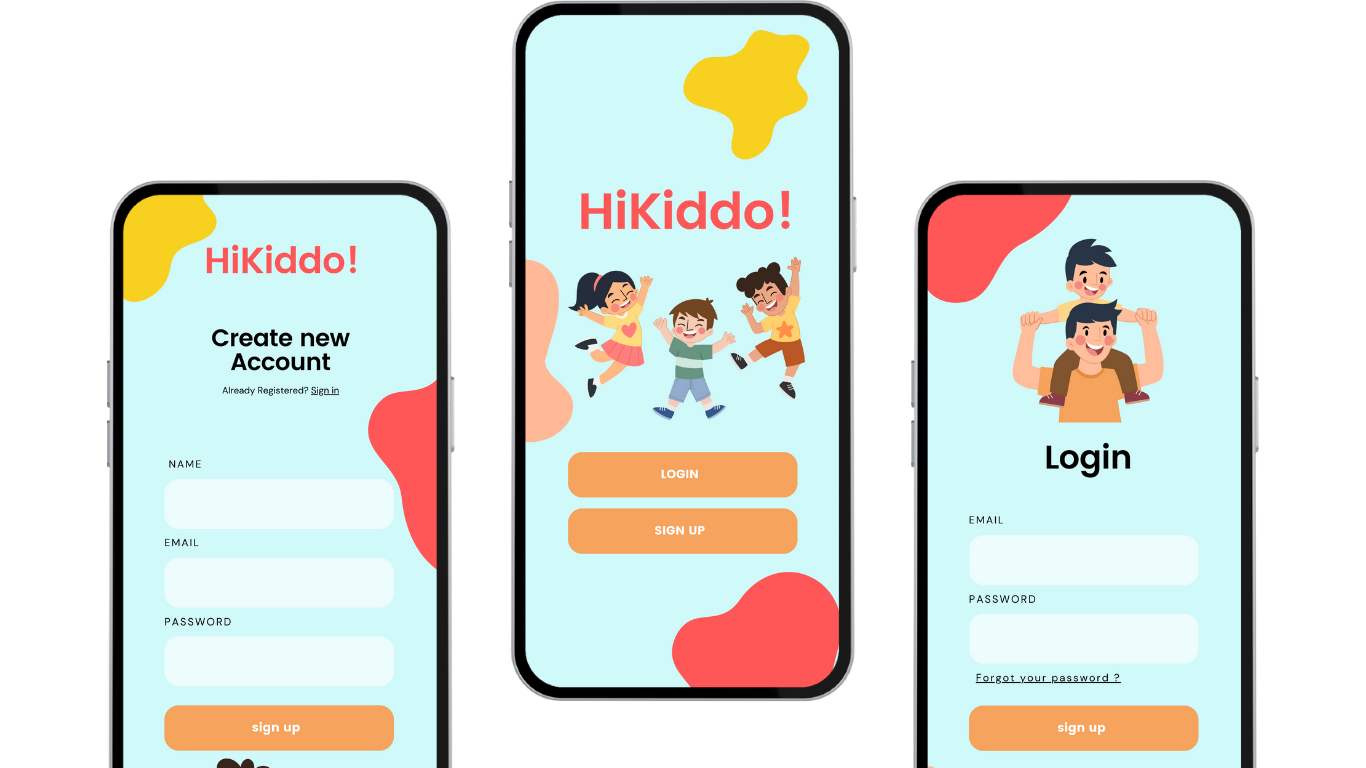 HiKiddo!
Create new
Account
Already Registered? Sign in
NAME
EMAIL
PASSWORD
sign up
HiKiddo!
LOGIN
SIGN UP
Login
EMAIL
PASSWORD
Forgot your password ?
sign up